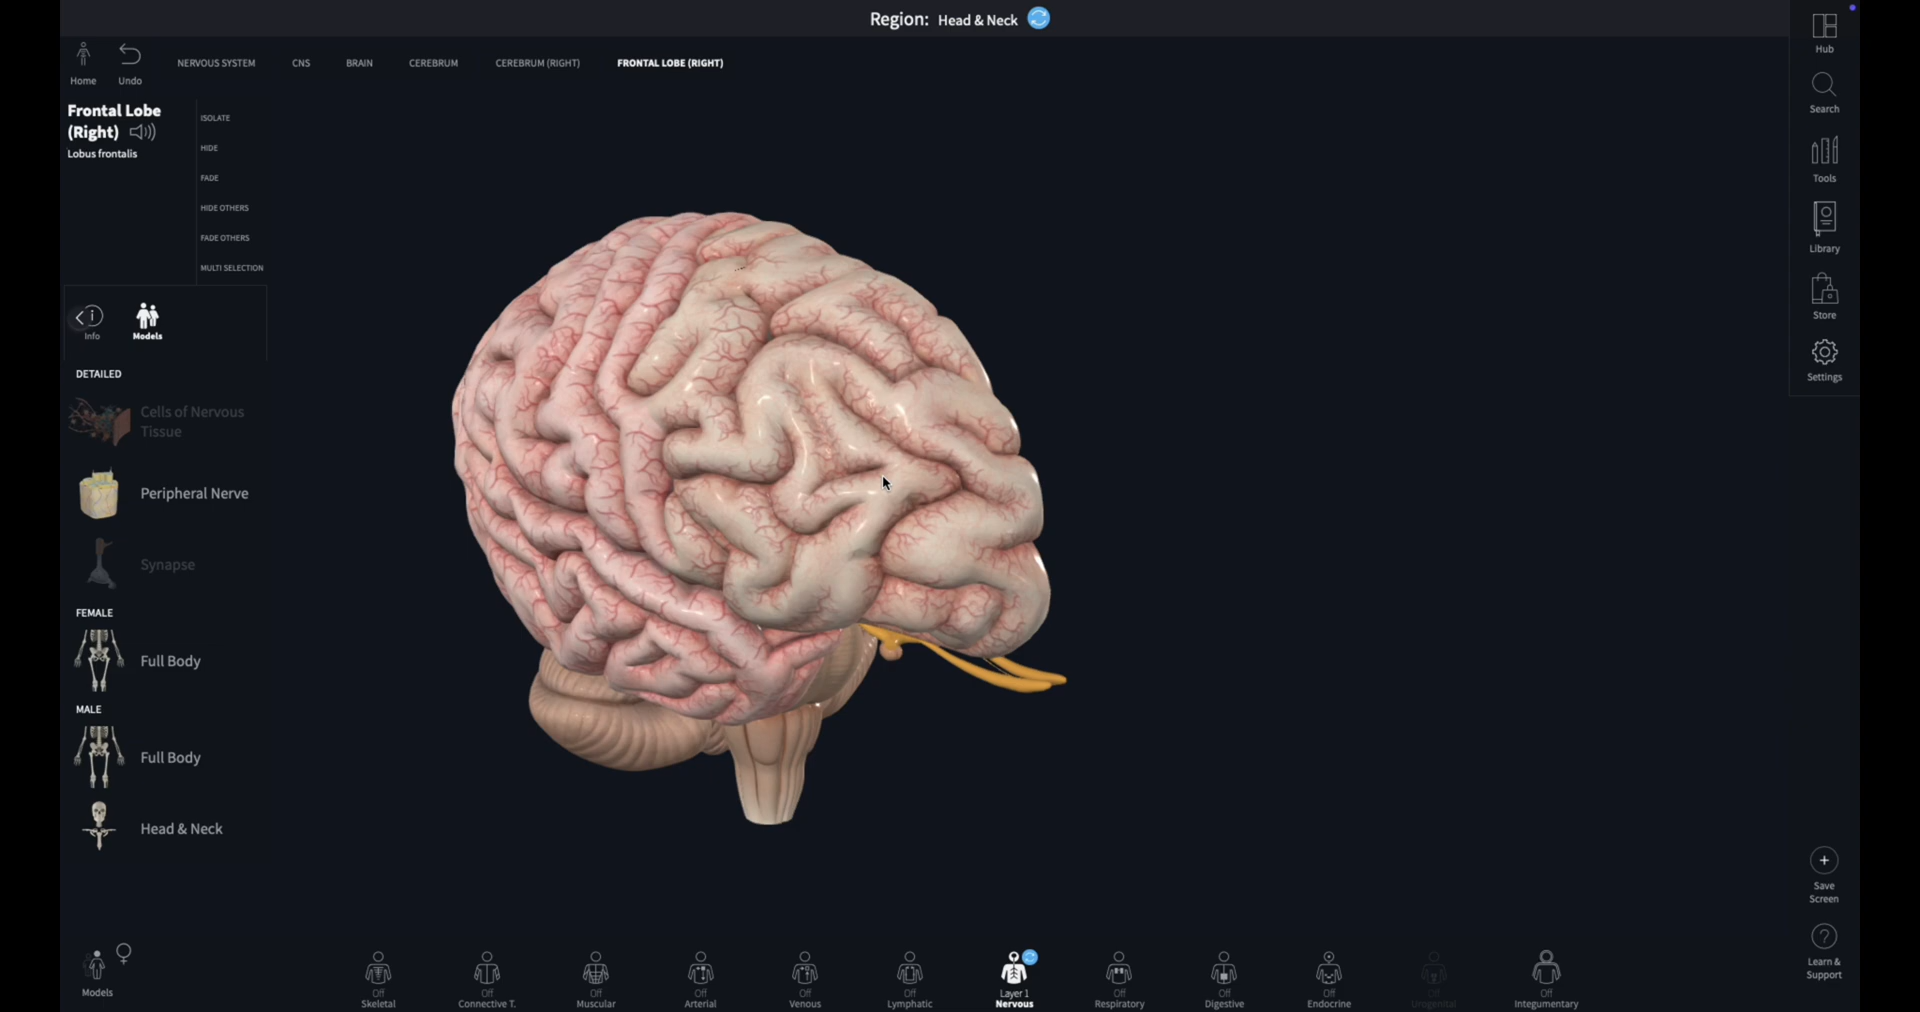 Region: Head & Neck
Hub
Home
Undo
NERVOUS SYSTEM
CNS
BRAIN
CEREBRUM
CEREBRUM (RIGHT)
FRONTAL LOBE (RIGHT)
Search
Tools
Library
Store
Settings
Frontal Lobe
(Right)
Lobus frontalis
ISOLATE
HIDE
FADE
HIDE OTHERS
FADE OTHERS
MULTI SELECTION
Info
Models
DETAILED
Cells of Nervous
Tissue
Peripheral Nerve
Synapse
FEMALE
Full Body
MALE
Full Body
Head & Neck
Save
Screen
Learn &
Support
Models
Off
Skeletal
Off
Connective T.
Off
Muscular
Off
Arterial
Off
Venous
Off
Lymphatic
Layer 1
Nervous
Off
Respiratory
Off
Digestive
Off
Endocrine
Off
Urogenital
Off
Integumentary